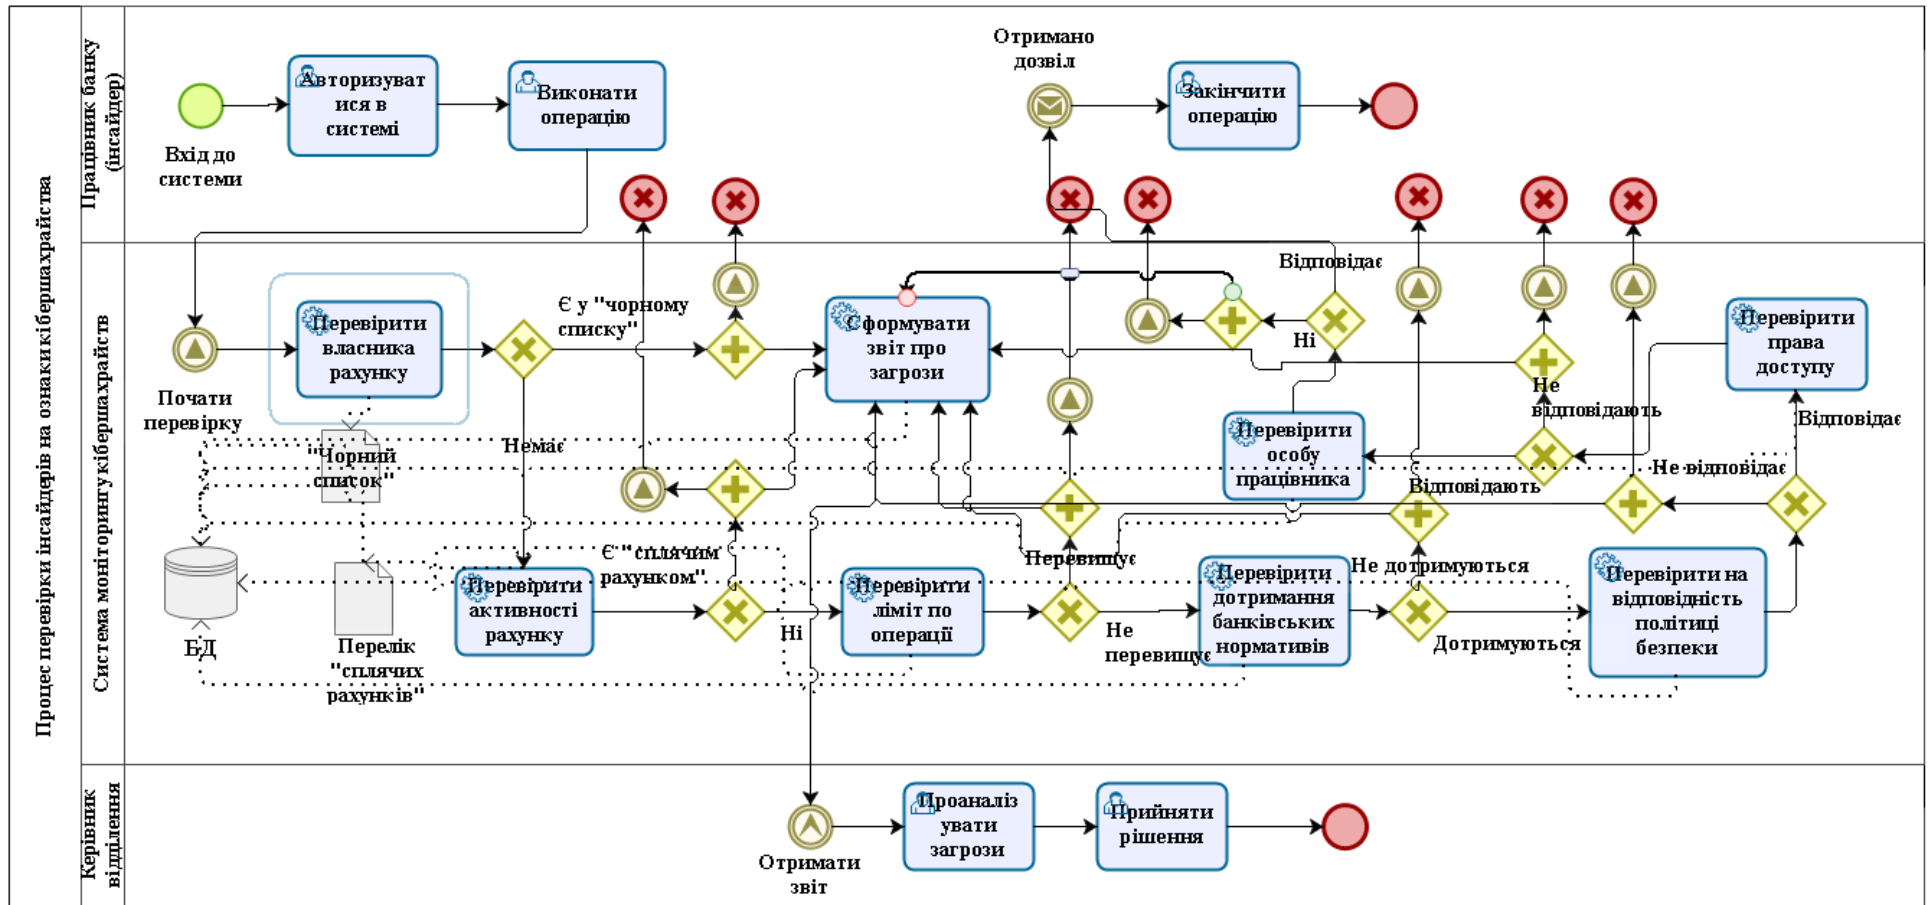 Процес перевірки інсайдерів на ознаки кібершахрайства
Працівник банку
(інсайдер)
Вхід до
системи
Авторизуват
ися в
системі
Виконати
операцію
Отримано
дозвіл
Закінчити
операцію
Система моніторингу кібершахрайств
Почати
перевірку
Перевірити
власника
рахунку
Є у "чорному
списку"
Немає
"Чорний
список"
БД
Перелік
"сплячих
рахунків"
Перевірити
активності
рахунку
Є "сплячим
рахунком"
Ні
Сформувати
звіт про
загрози
Перевірити
ліміт по
операції
Перевищує
Не
перевищує
Перевірити
дотримання
банківських
нормативів
Не дотримуються
Дотримуються
Перевірити на
відповідність
політиці
безпеки
Не відповідає
Відповідає
Перевірити
права
доступу
Не
відповідають
Відповідають
Перевірити
особу
працівника
Ні
Відповідає
Керівник
відділення
Отримати
звіт
Проаналіз
увати
загрози
Прийняти
рішення